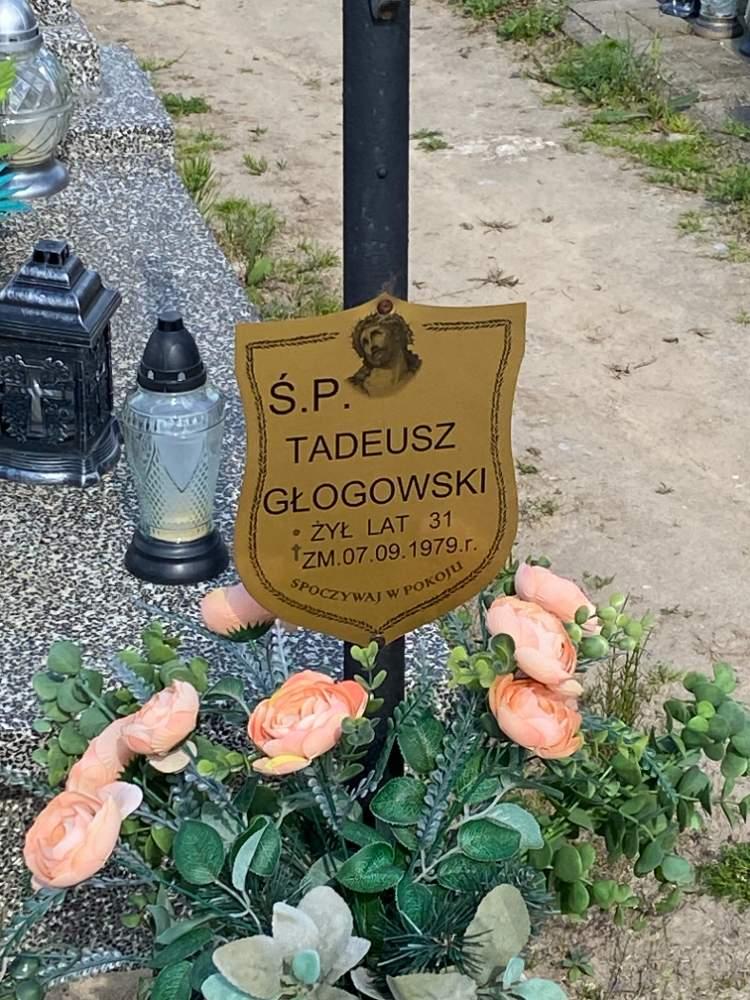 Ś.P.
TADEUSZ
GŁOGOWSKI
• ŻYŁ LAT 31
†ZM.07.09.1979.r.
SPOCZYWAJ W POKOJU